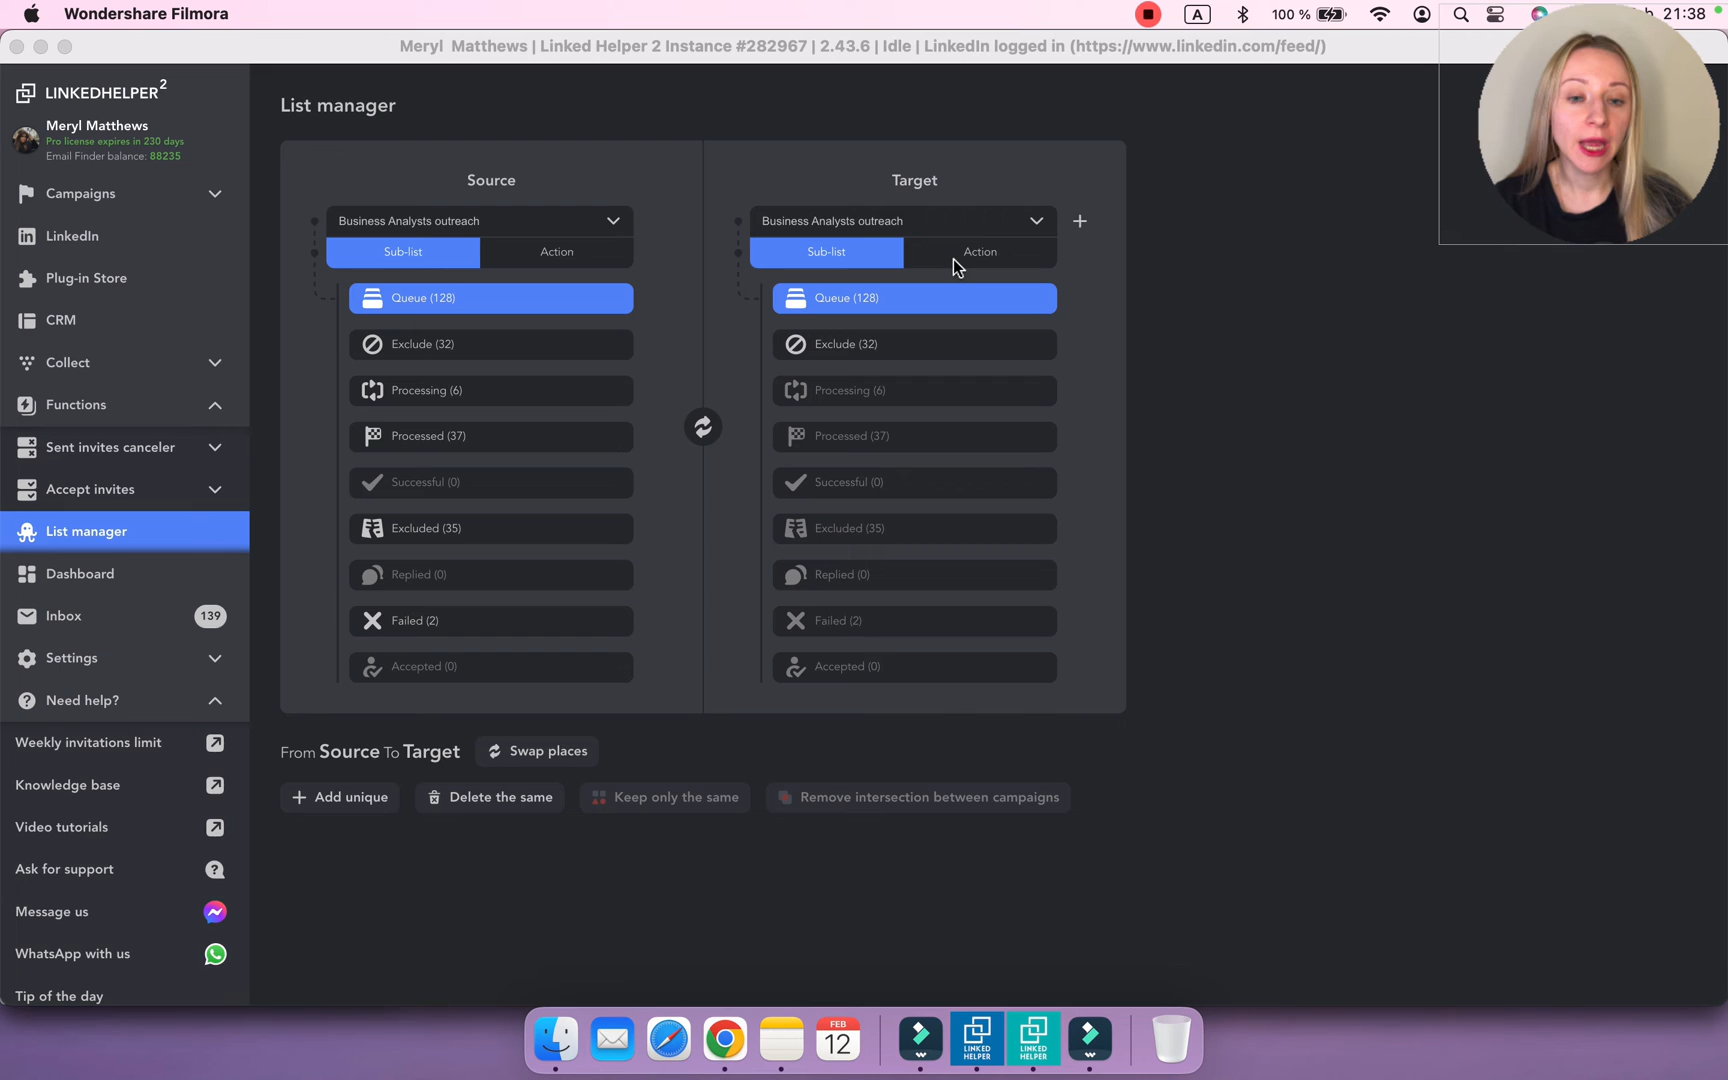 Wondershare Filmora
A
100 %
21:38
Meryl Matthews | Linked Helper 2 Instance #282967 | 2.43.6 | Idle | LinkedIn logged in (https://www.linkedin.com/feed/)
LINKEDHELPER2
Meryl Matthews
Pro license expires in 230 days
Email Finder balance: 88235
Campaigns
LinkedIn
Plug-in Store
CRM
Collect
Functions
Sent invites canceler
Accept invites
List manager
Dashboard
Inbox 139
Settings
Need help?
Weekly invitations limit
Knowledge base
Video tutorials
Ask for support
Message us
WhatsApp with us
Tip of the day
List manager
Source
Business Analysts outreach
Sub-list Action
Queue (128)
Exclude (32)
Processing (6)
Processed (37)
Successful (0)
Excluded (35)
Replied (0)
Failed (2)
Accepted (0)
Target
Business Analysts outreach
Sub-list Action
Queue (128)
Exclude (32)
Processing (6)
Processed (37)
Successful (0)
Excluded (35)
Replied (0)
Failed (2)
Accepted (0)
From Source To Target Swap places
Add unique Delete the same Keep only the same Remove intersection between campaigns
FEB
12
LINKED
HELPER
LINKED
HELPER